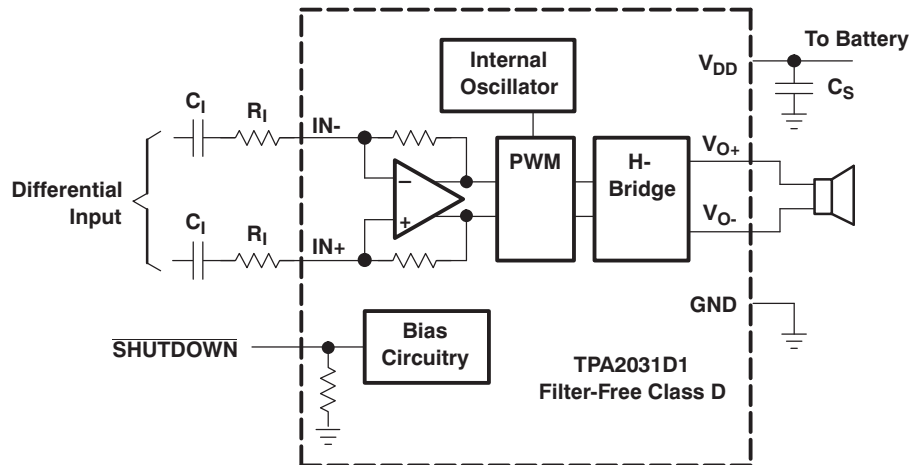 Internal
Oscillator
To Battery
VDD
CS
CI
RI
IN-
PWM
H-
Bridge
VO+
Differential
Input
−
+
CI
RI
IN+
VO-
GND
SHUTDOWN
Bias
Circuitry
TPA2031D1
Filter-Free Class D